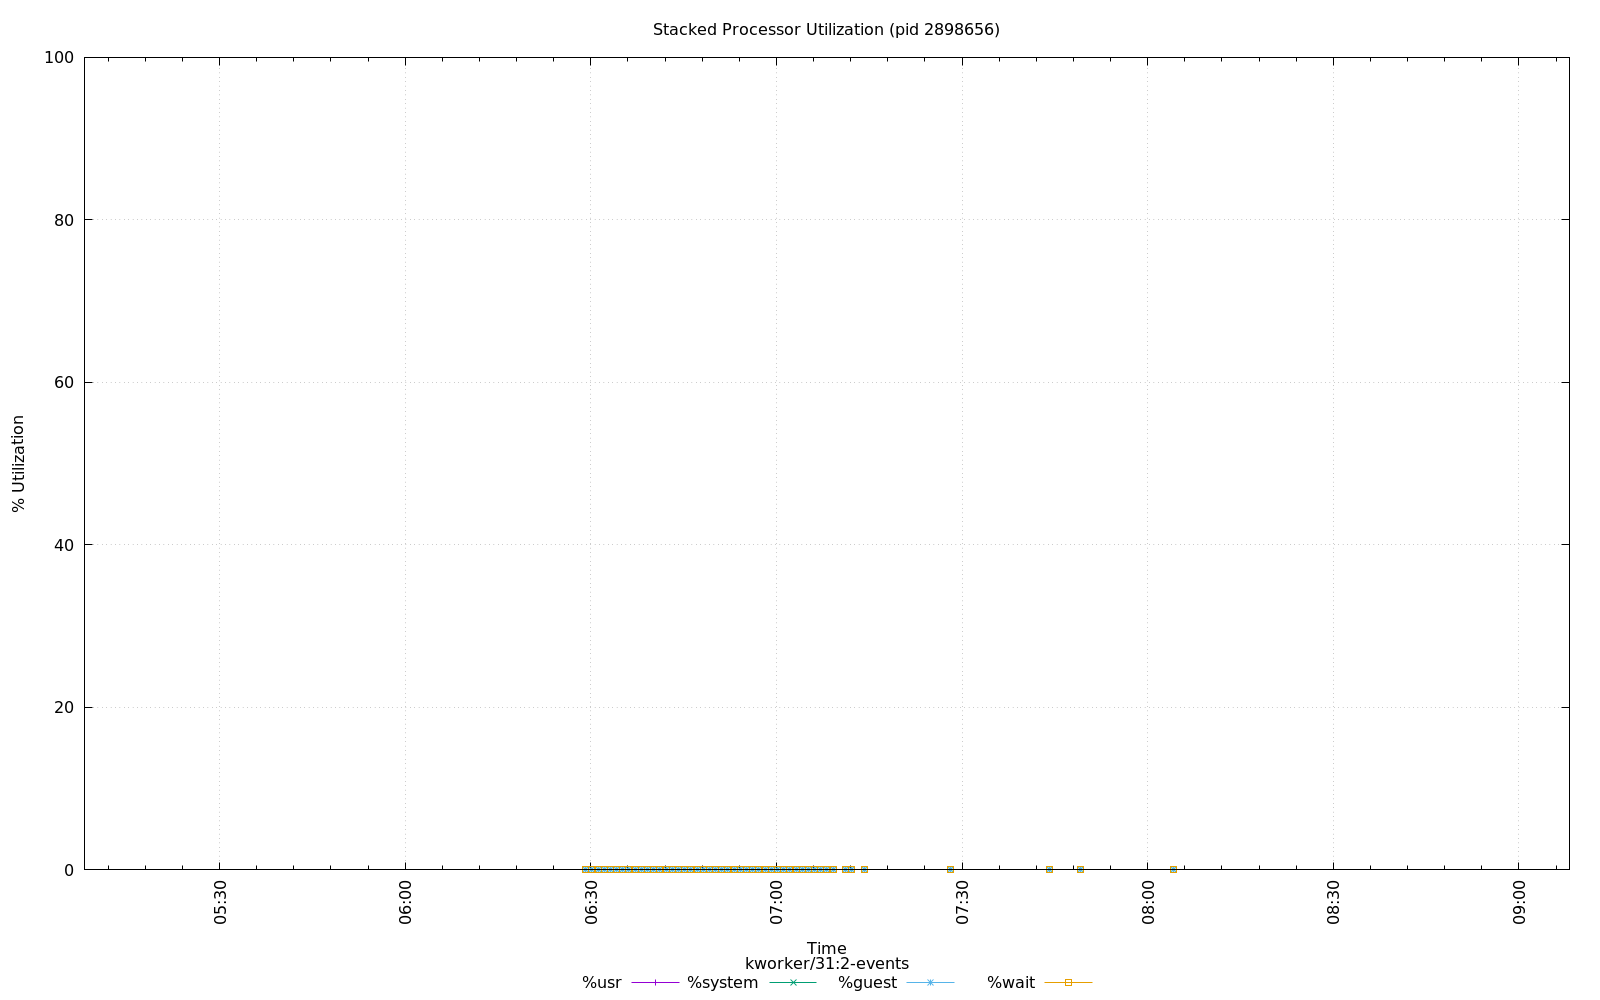 Stacked Processor Utilization (pid 2898656)
100
80
60
40
20
0
% Utilization
05:30
06:00
06:30
07:00
07:30
08:00
08:30
09:00
Time
kworker/31:2-events
%usr %system %guest %wait